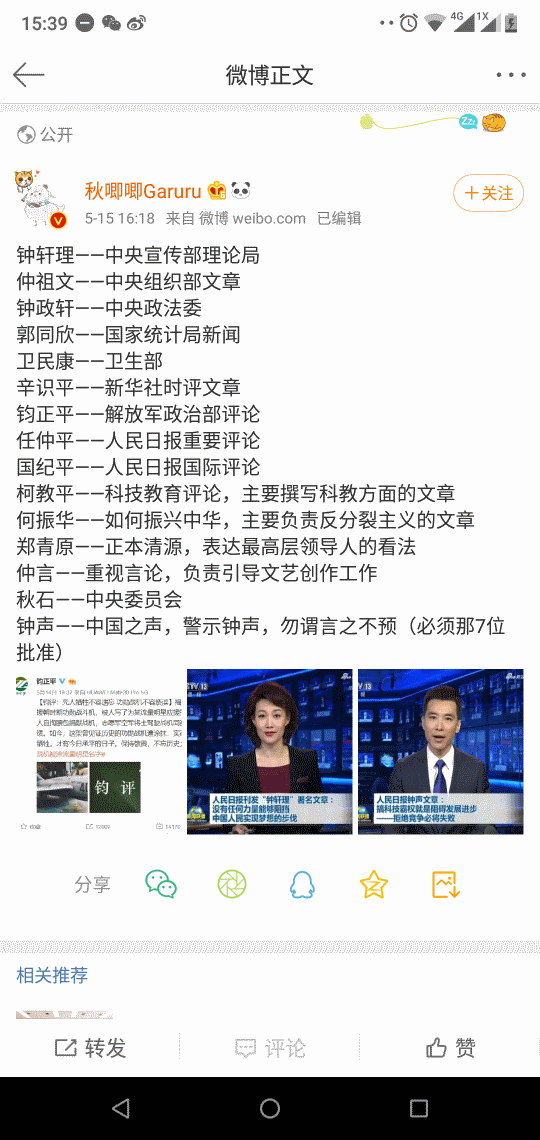 15:39
4G 1X
微博正文
公开
Zzz
秋唧唧Garuru
5-15 16:18 来自 微博 weibo.com 已编辑
+关注
钟轩理——中央宣传部理论局
仲祖文——中央组织部文章
钟政轩——中央政法委
郭同欣——国家统计局新闻
卫民康——卫生部
辛识平——新华社时评文章
钧正平——解放军政治部评论
任仲平——人民日报重要评论
国纪平——人民日报国际评论
柯教平——科技教育评论，主要撰写科教方面的文章
何振华——如何振兴中华，主要负责反分裂主义的文章
郑青原——正本清源，表达最高层领导人的看法
仲言——重视言论，负责引导文艺创作工作
秋石——中央委员会
钟声——中国之声，警示钟声，勿谓言之不预（必须那7位
批准）
钧正平
钧 评
人民日报刊发“钟轩理”署名文章：
没有任何力量能够阻挡
中国人民实现梦想的步伐
人民日报钟声文章：
搞科技霸权就是阻碍发展进步
——拒绝竞争必将失败
分享
相关推荐
转发
评论
赞